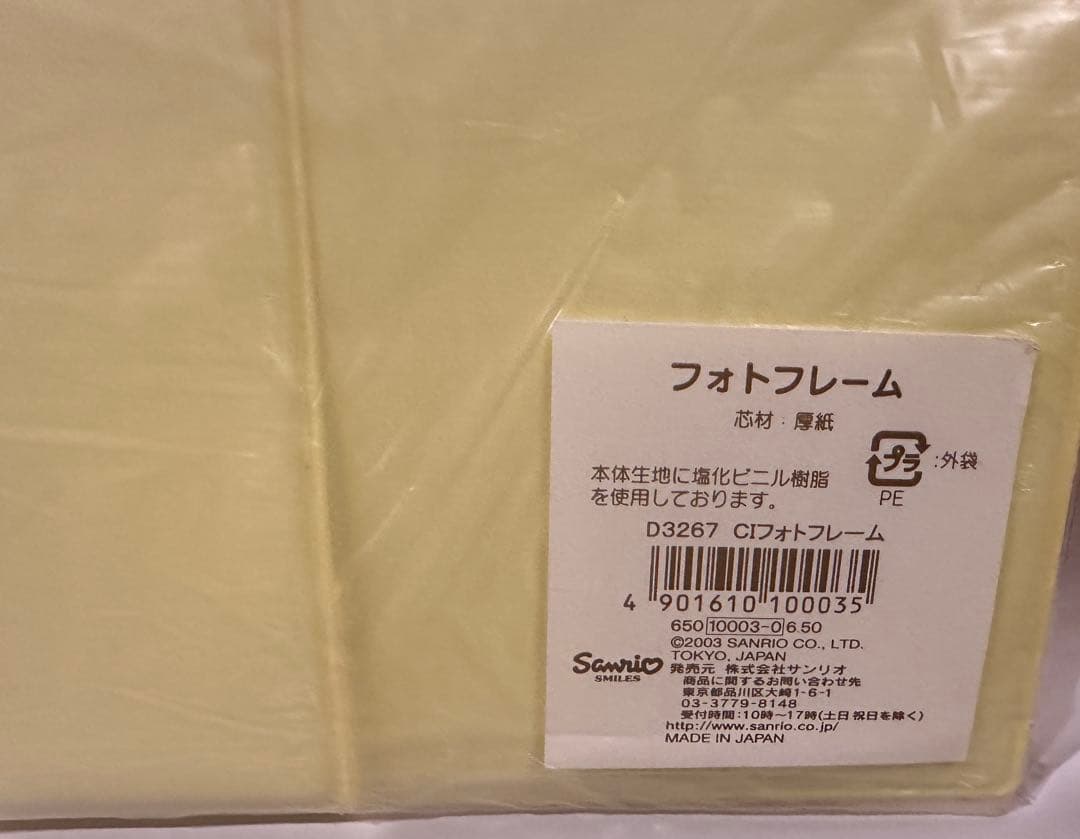 フォトフレーム
芯材:厚紙
プラ :外袋
PE
本体生地に塩化ビニル樹脂
を使用しております。
D3267 CIフォトフレーム
4 901610 100035
650 10003-0 6.50
©2003 SANRIO CO., LTD.
TOKYO, JAPAN
Sanrio
SMILES
発売元 株式会社サンリオ
商品に関するお問い合わせ先
東京都品川区大崎1-6-1
03-3779-8148
受付時間:10時~17時(土日祝日を除く)
http://www.sanrio.co.jp/
MADE IN JAPAN